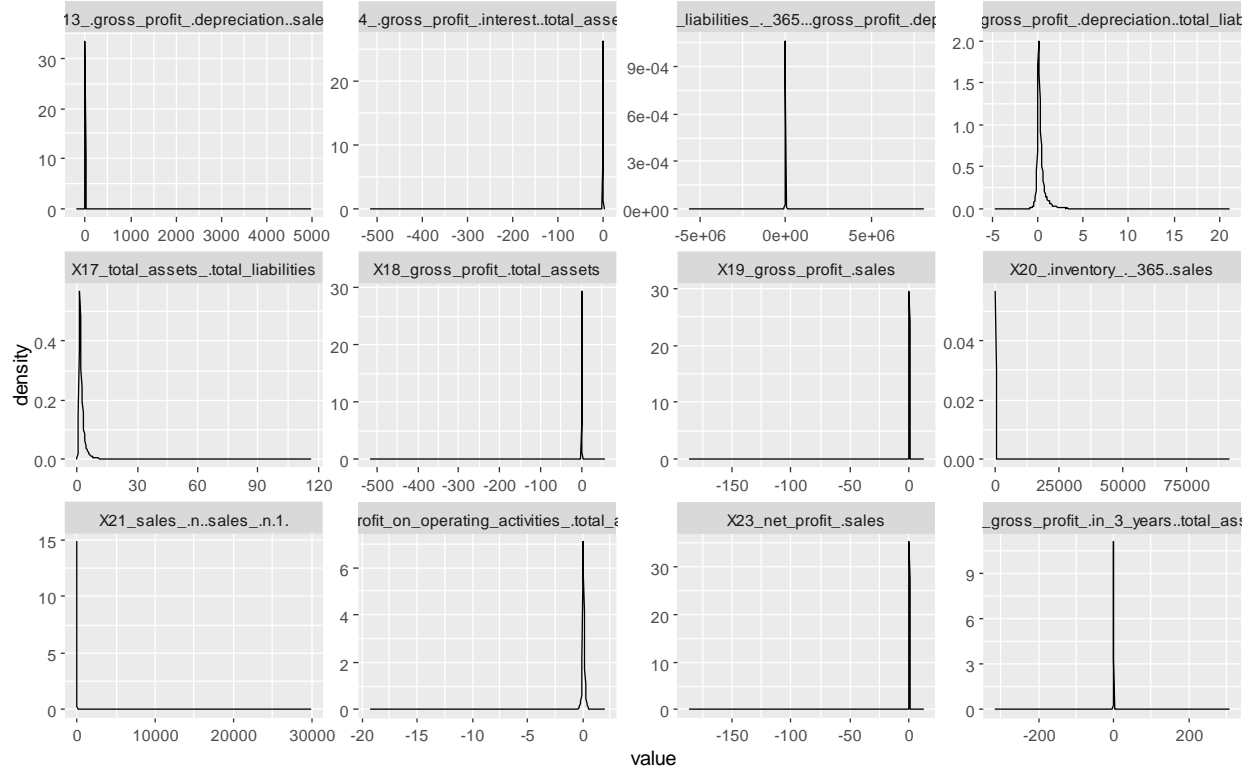 13_.gross_profit_.depreciation..sale
4_.gross_profit_.interest..total_asse
_liabilities_._365...gross_profit_.dep
gross_profit_.depreciation..total_liab
30
20
10
0
0 1000 2000 3000 4000 5000
20
10
0
-500 -400 -300 -200 -100 0
9e-04
6e-04
3e-04
0e+00
-5e+06 0e+00 5e+06
2.0
1.5
1.0
0.5
0.0
-5 0 5 10 15 20
density
X17_total_assets_.total_liabilities
X18_gross_profit_.total_assets
X19_gross_profit_.sales
X20_.inventory_._365..sales
0.4
0.2
0.0
0 30 60 90 120
30
20
10
0
-500 -400 -300 -200 -100 0
30
20
10
0
-150 -100 -50 0
0.04
0.02
0.00
0 25000 50000 75000
X21_sales_.n..sales_.n.1.
rofit_on_operating_activities_.total_a
X23_net_profit_.sales
_gross_profit_.in_3_years..total_ass
15
10
5
0
0 10000 20000 30000
6
4
2
0
-20 -15 -10 -5 0
30
20
10
0
-150 -100 -50 0
9
6
3
0
-200 0 200
value